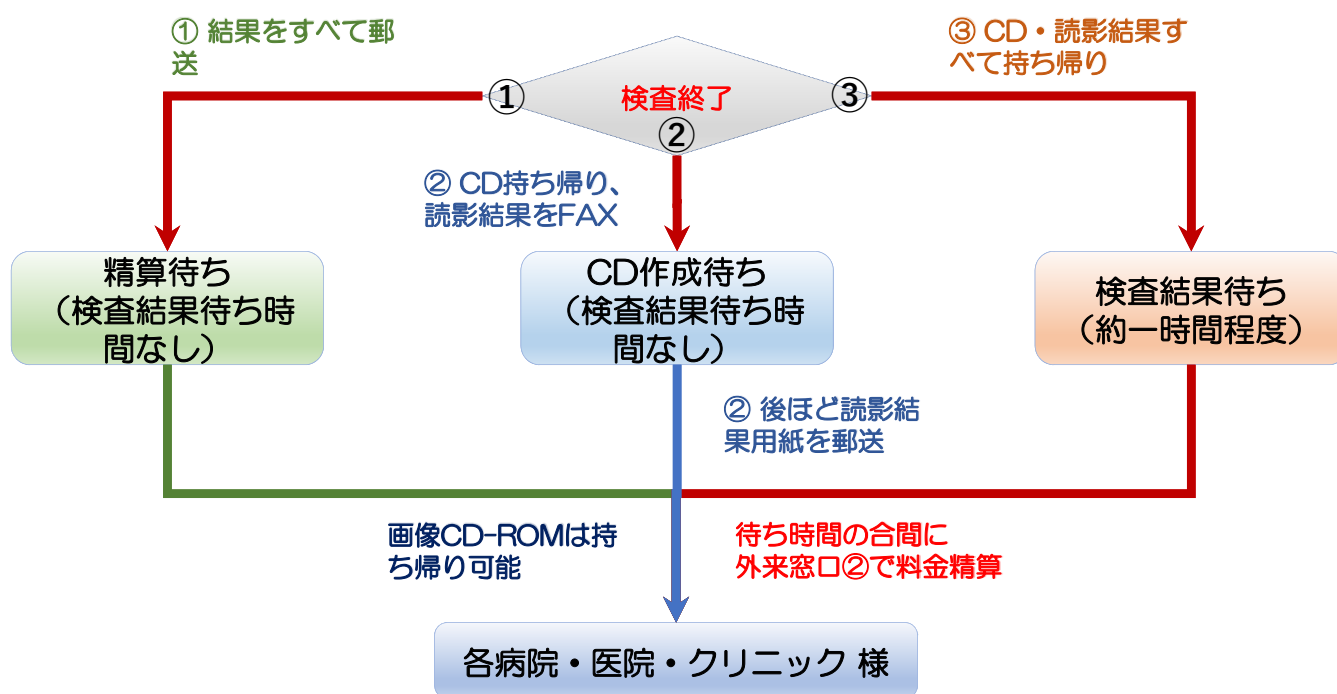 ① 結果をすべて郵
送
③ CD・読影結果す
べて持ち帰り
①
検査終了
③
②
② CD持ち帰り、
読影結果をFAX
精算待ち
（検査結果待ち時
間なし）
CD作成待ち
（検査結果待ち時
間なし）
検査結果待ち
（約一時間程度）
② 後ほど読影結
果用紙を郵送
画像CD-ROMは持
ち帰り可能
待ち時間の合間に
外来窓口②で料金精算
各病院・医院・クリニック 様